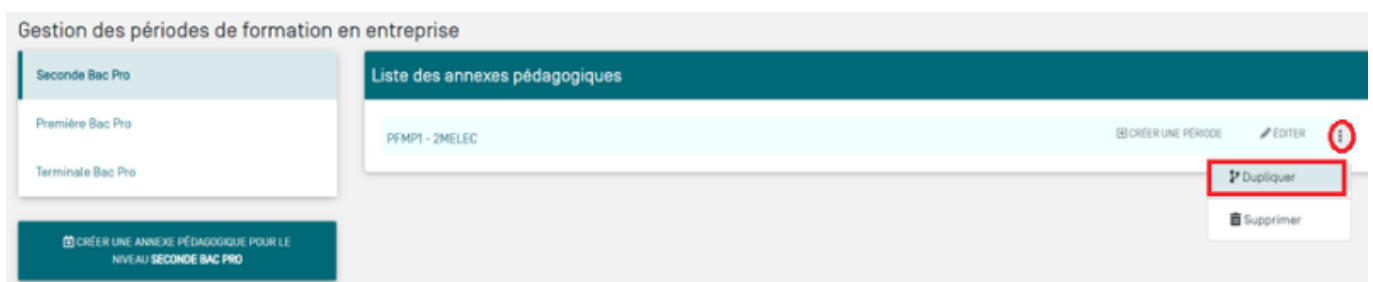 Gestion des périodes de formation en entreprise
Seconde Bac Pro
Première Bac Pro
Terminale Bac Pro
CRÉER UNE ANNEXE PÉDAGOGIQUE POUR LE
NIVEAU SECONDE BAC PRO
Liste des annexes pédagogiques
PFMP1 - 2MELEC
CRÉER UNE PÉRIODE
ÉDITER
Dupliquer
Supprimer